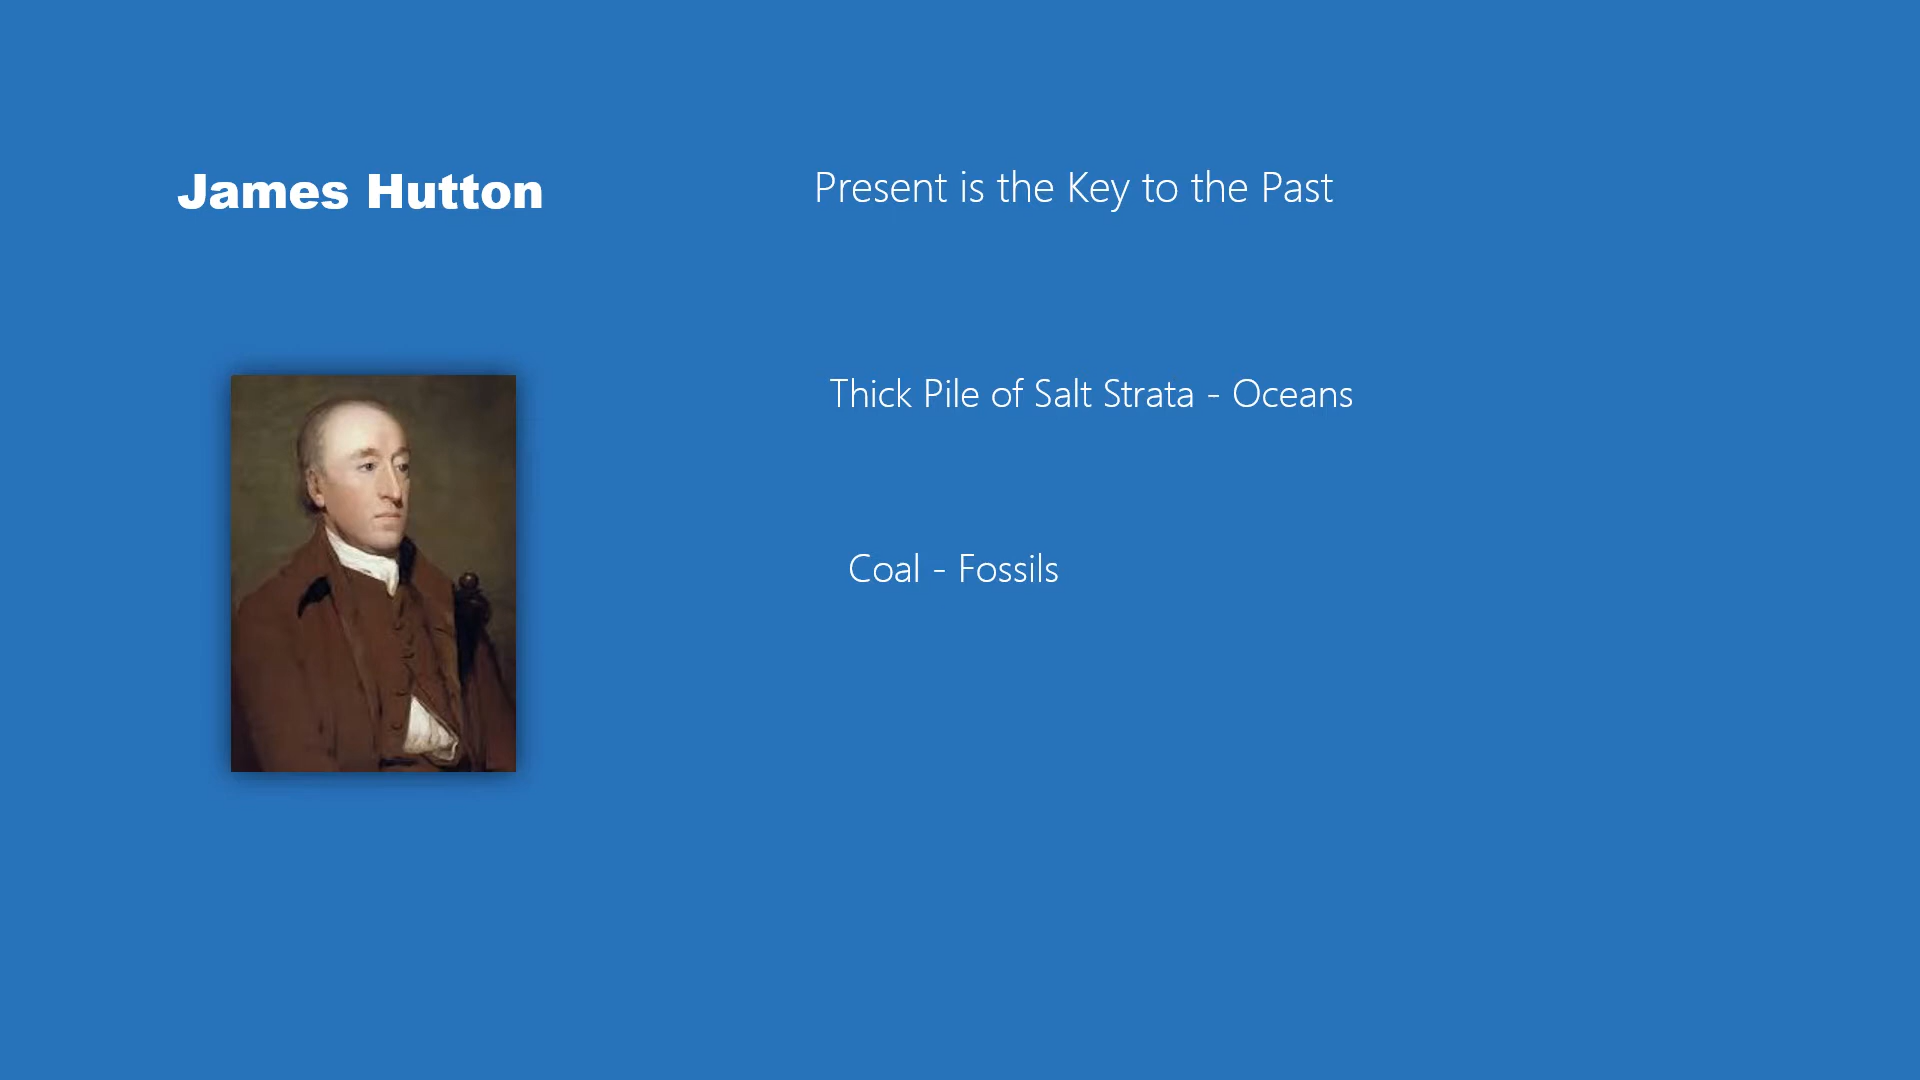 James Hutton
Present is the Key to the Past
Thick Pile of Salt Strata - Oceans
Coal - Fossils